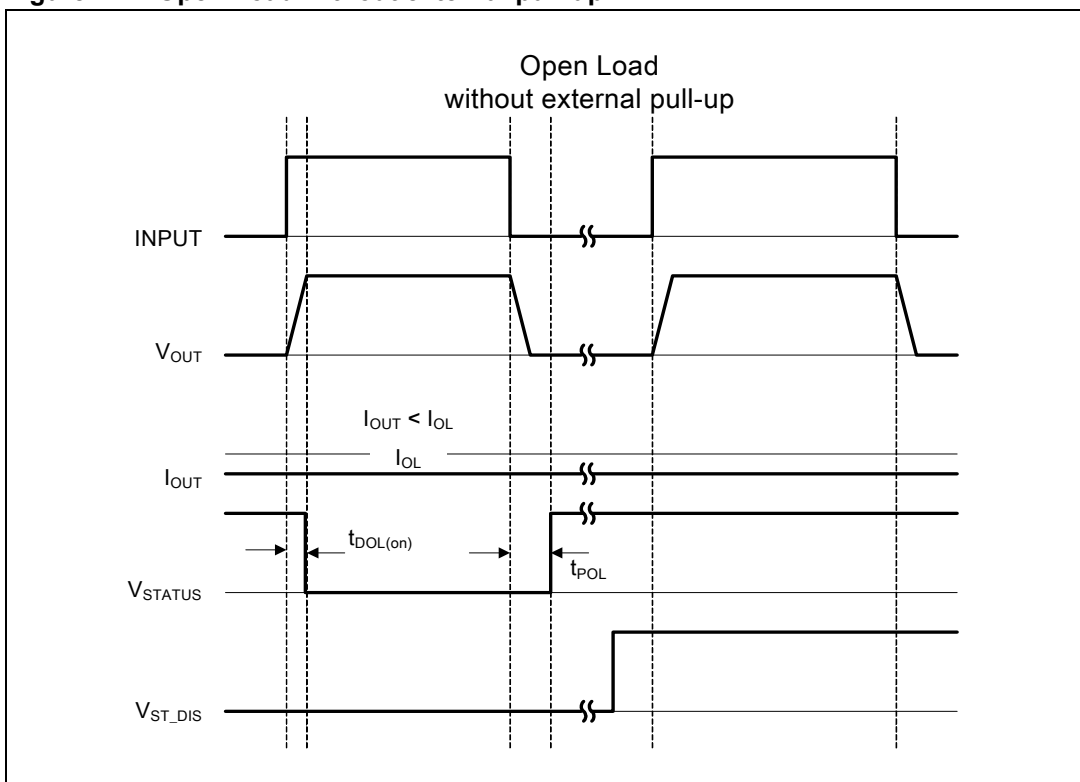 Open Load
without external pull-up
INPUT
VOUT
IOUT < IOL
IOL
IOUT
tDOL(on)
tPOL
VSTATUS
VST_DIS